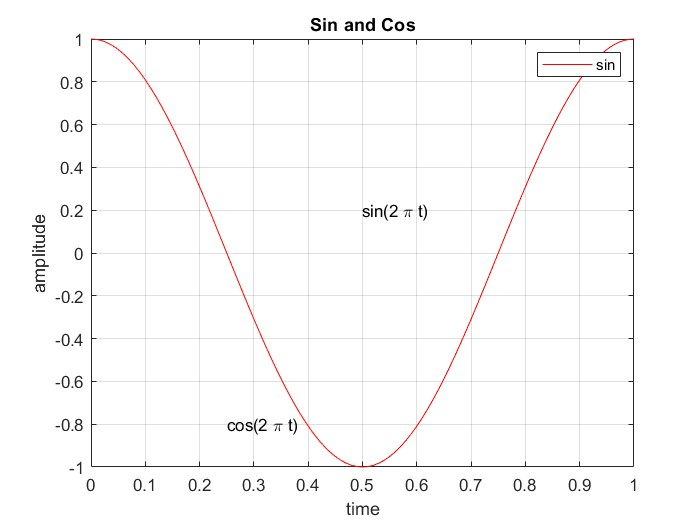 Sin and Cos
sin
amplitude
1
0.8
0.6
0.4
0.2
0
-0.2
-0.4
-0.6
-0.8
-1
sin(2 π t)
cos(2 π t)
0 0.1 0.2 0.3 0.4 0.5 0.6 0.7 0.8 0.9 1
time